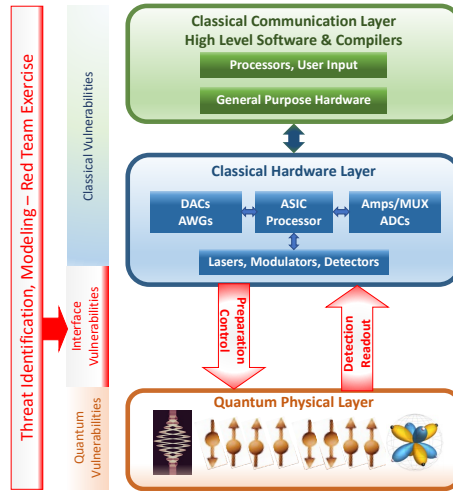 Threat Identification, Modeling – Red Team Exercise
Classical Vulnerabilities
Interface
Vulnerabilities
Quantum
Vulnerabilities
Classical Communication Layer
High Level Software & Compilers
Processors, User Input
General Purpose Hardware
Classical Hardware Layer
DACs
AWGs
ASIC
Processor
Amps/MUX
ADCs
Lasers, Modulators, Detectors
Preparation
Control
Detection
Readout
Quantum Physical Layer